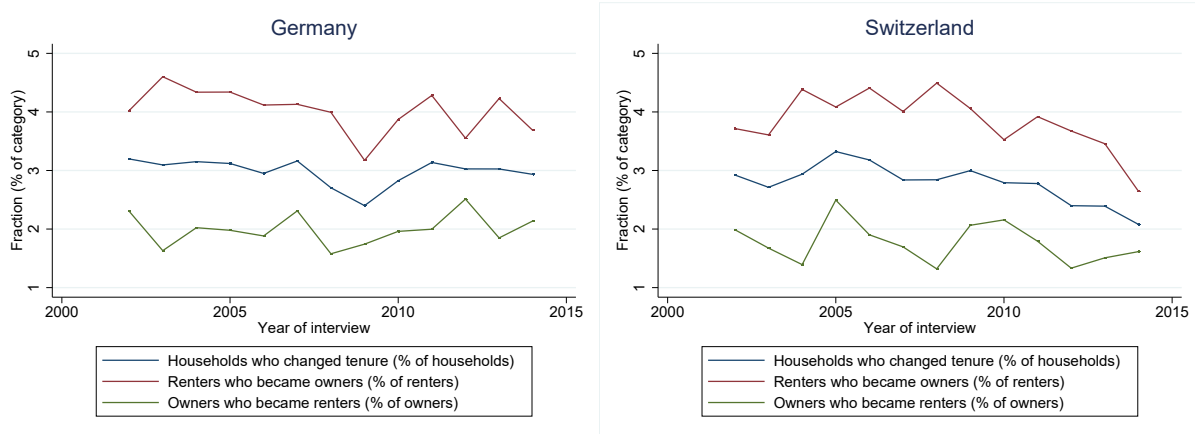 Germany
Fraction (% of category)
5
4
3
2
1
2000 2005 2010 2015
Year of interview
Households who changed tenure (% of households)
Renters who became owners (% of renters)
Owners who became renters (% of owners)
Switzerland
Fraction (% of category)
5
4
3
2
1
2000 2005 2010 2015
Year of interview
Households who changed tenure (% of households)
Renters who became owners (% of renters)
Owners who became renters (% of owners)